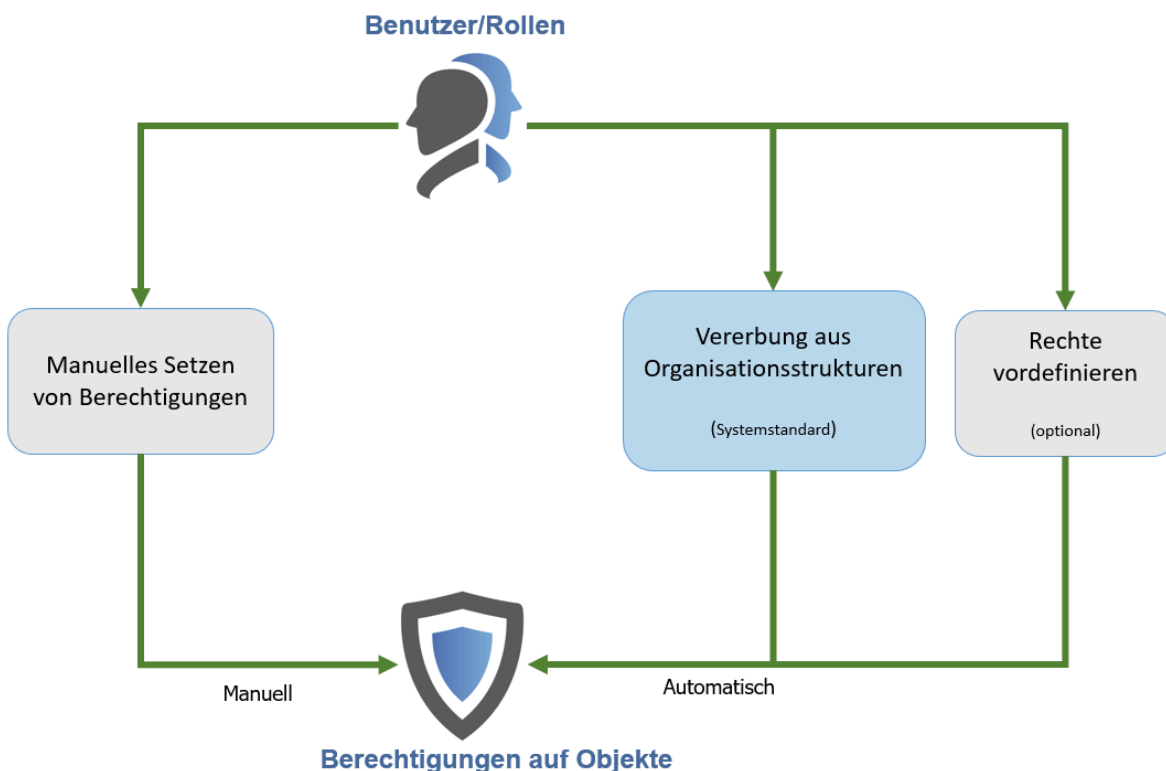 Benutzer/Rollen
Manuelles Setzen
von Berechtigungen
Vererbung aus
Organisationsstrukturen
(Systemstandard)
Rechte
vordefinieren
(optional)
Manuell
Automatisch
Berechtigungen auf Objekte